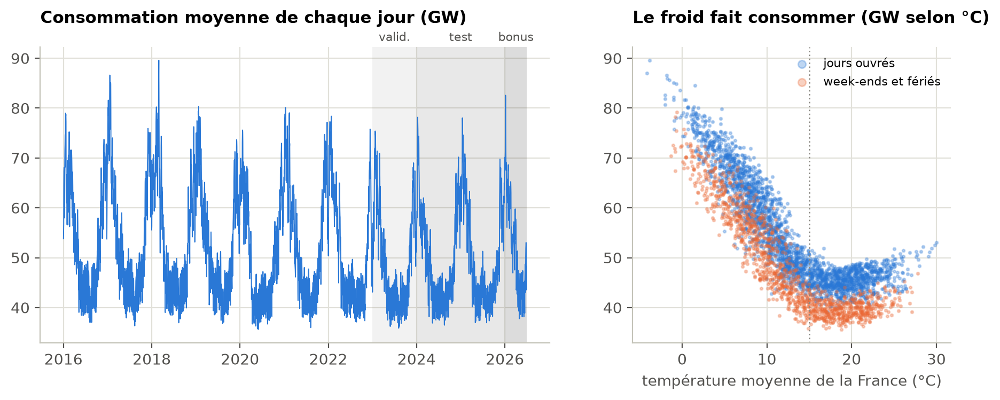 Consommation moyenne de chaque jour (GW)
valid. test bonus
90
80
70
60
50
40
2016 2018 2020 2022 2024 2026
Le froid fait consommer (GW selon °C)
jours ouvrés
week-ends et fériés
90
80
70
60
50
40
0 10 20 30
température moyenne de la France (°C)